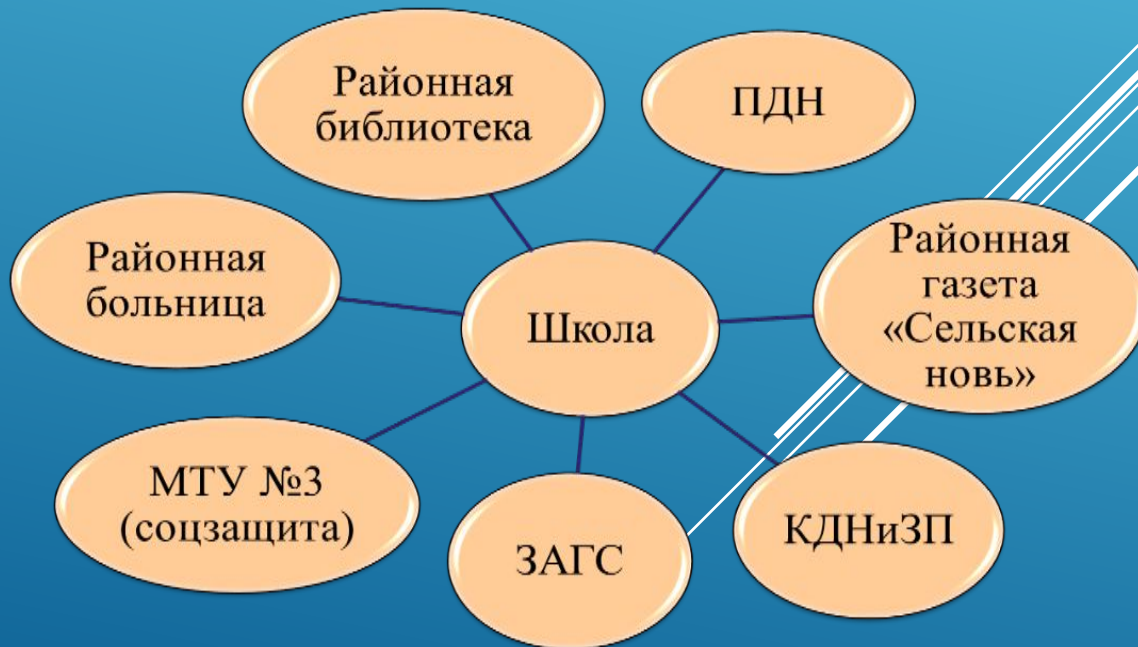 Районная
библиотека
ПДН
Районная
больница
Школа
Районная
газета
«Сельская
новь»
МТУ №3
(соцзащита)
ЗАГС
КДНиЗП